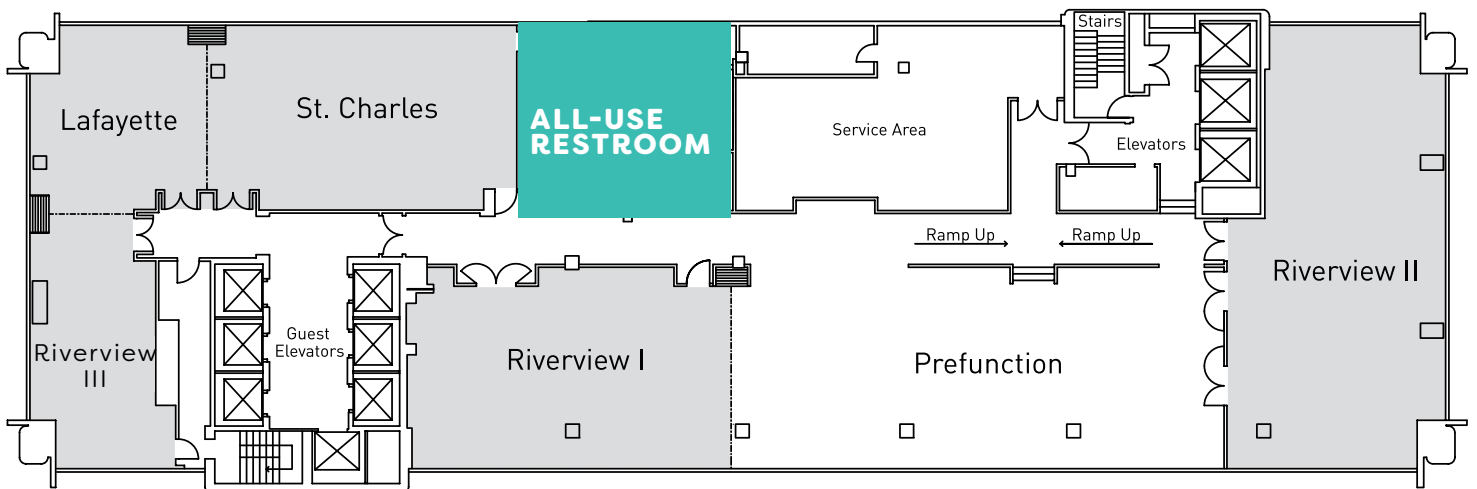 Stairs
Lafayette
St. Charles
ALL-USE
RESTROOM
Service Area
Elevators
Ramp Up
Ramp Up
Riverview II
Guest
Elevators
Riverview
III
Riverview I
Prefunction